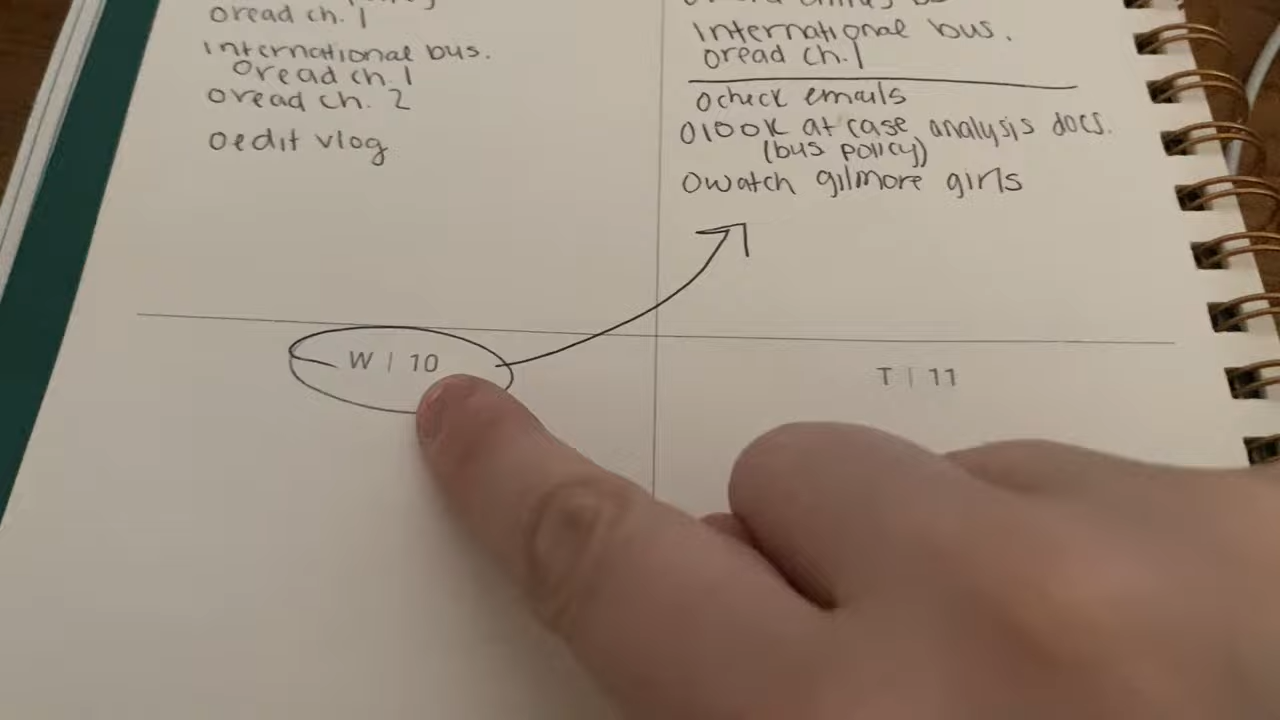 oread ch. 1
International bus.
oread ch. 1
oread ch. 2
oedit vlog
International bus.
oread ch. 1
ocheck emails
olook at case analysis docs.
(bus policy)
owatch gilmore girls
W | 10
T | 11